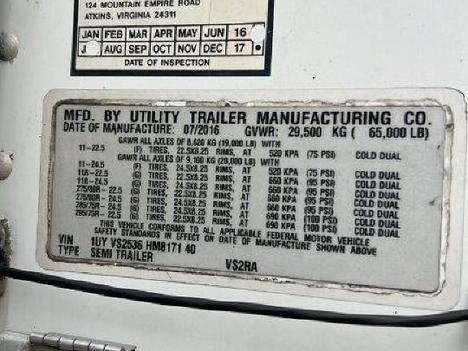 124 MOUNTAIN EMPIRE ROAD
ATKINS, VIRGINIA 24311
JAN FEB MAR APR MAY JUN 16
J AUG SEP OCT NOV DEC 17
DATE OF INSPECTION
MFD. BY UTILITY TRAILER MANUFACTURING CO.
DATE OF MANUFACTURE: 07/2016 GVWR: 29,500 KG ( 65,000 LB)
GAWR ALL AXLES OF 8,620 KG (19,000 LB) WITH
11-22.5 (F) TIRES, 22.5X8.25 RIMS, AT 520 KPA (75 PSI) COLD DUAL
GAWR ALL AXLES OF 9,100 KG (20,000 LB) WITH
11-24.5 (F) TIRES, 24.5X8.25 RIMS, AT 520 KPA (75 PSI) COLD DUAL
11R-22.5 (G) TIRES, 22.5X8.25 RIMS, AT 660 KPA (95 PSI) COLD DUAL
11R-24.5 (G) TIRES, 24.5X8.25 RIMS, AT 660 KPA (95 PSI) COLD DUAL
275/80R-22.5 (G) TIRES, 22.5X8.25 RIMS, AT 660 KPA (95 PSI) COLD DUAL
275/80R-24.5 (G) TIRES, 24.5X8.25 RIMS, AT 660 KPA (95 PSI) COLD DUAL
285/75R-24.5 (G) TIRES, 24.5X8.25 RIMS, AT 690 KPA (100 PSI) COLD DUAL
295/75R-22.5 (G) TIRES, 22.5X8.25 RIMS, AT 690 KPA (100 PSI) COLD DUAL
THIS VEHICLE CONFORMS TO ALL APPLICABLE FEDERAL MOTOR VEHICLE
SAFETY STANDARDS IN EFFECT ON DATE OF MANUFACTURE SHOWN ABOVE
VIN 1UY VS2536 HM8171 40
TYPE SEMI TRAILER VS2RA